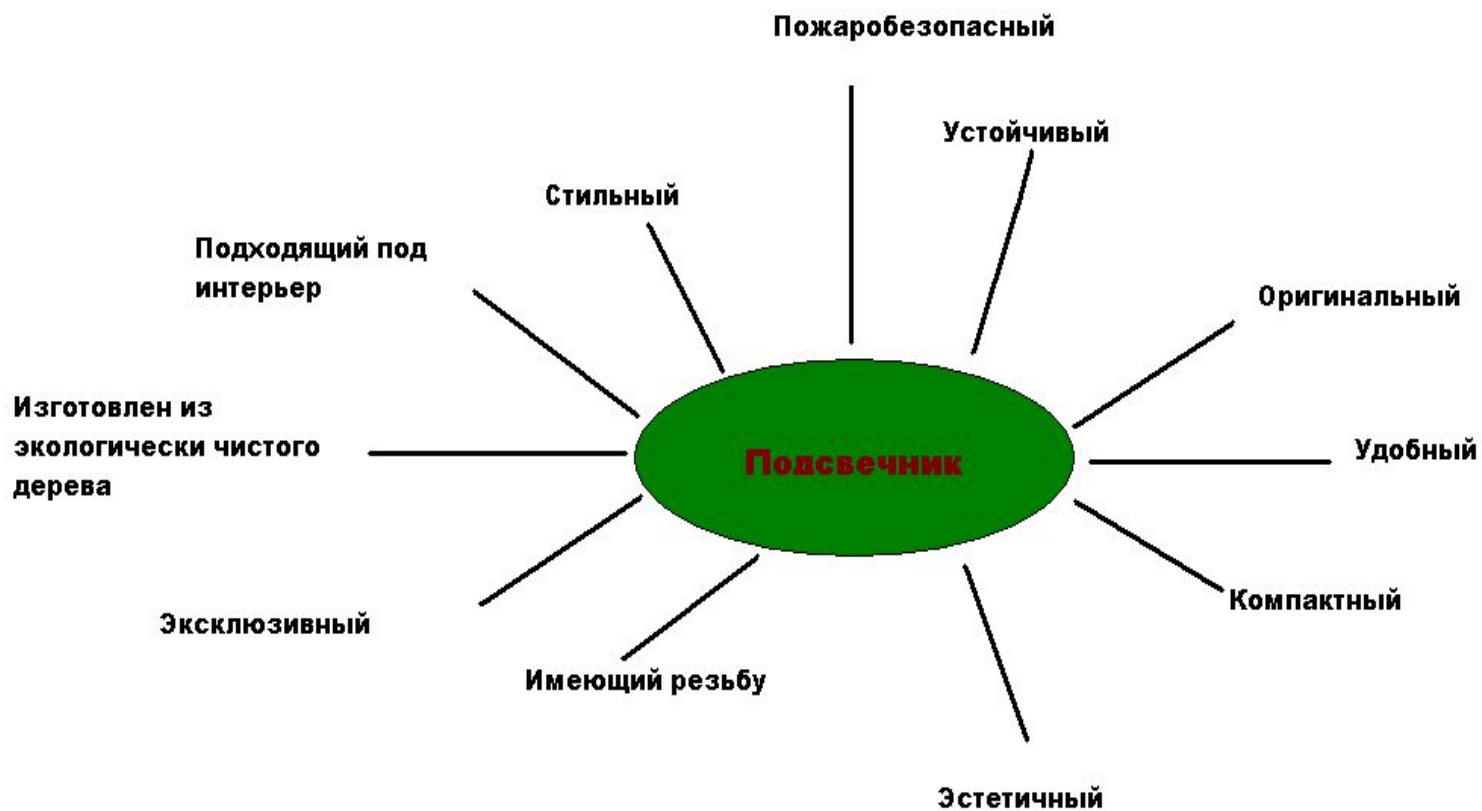 Пожаробезопасный
Устойчивый
Стильный
Подходящий под
интерьер
Оригинальный
Изготовлен из
экологически чистого
дерева
Подсвечник
Удобный
Компактный
Эксклюзивный
Имеющий резьбу
Эстетичный